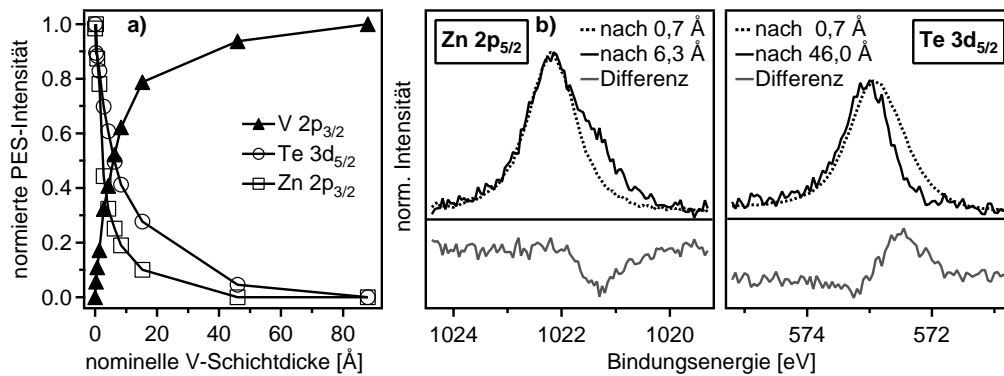 a)
normierte PES-Intensität
1.0
0.8
0.6
0.4
0.2
0.0
V 2p3/2
Te 3d5/2
Zn 2p3/2
0
20
40
60
80
nominelle V-Schichtdicke [Å]
Zn 2p5/2
b)
nach 0,7 Å
nach 6,3 Å
Differenz
norm. Intensität
1024
1022
1020
nach 0,7 Å
nach 46,0 Å
Differenz
Te 3d5/2
574
572
Bindungsenergie [eV]